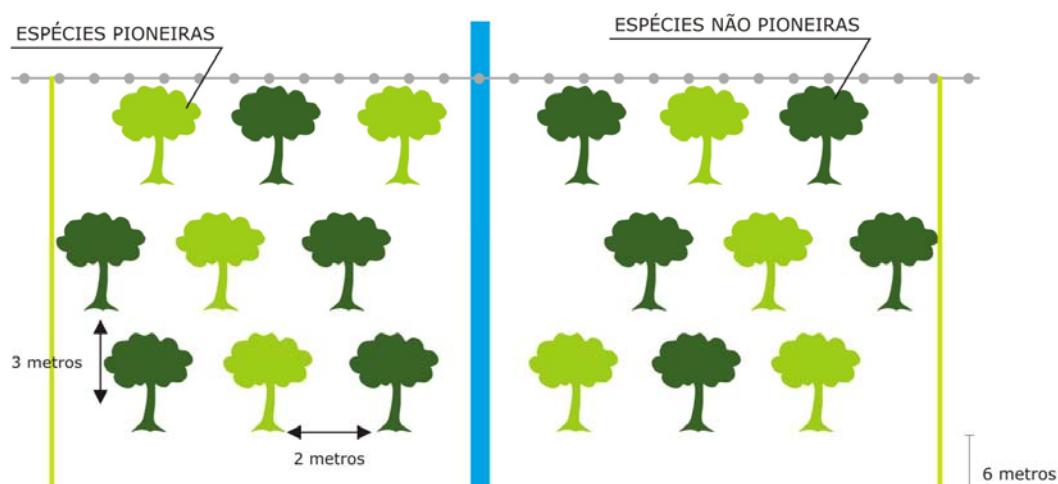 ESPÉCIES PIONEIRAS
ESPÉCIES NÃO PIONEIRAS
3 metros
2 metros
6 metros